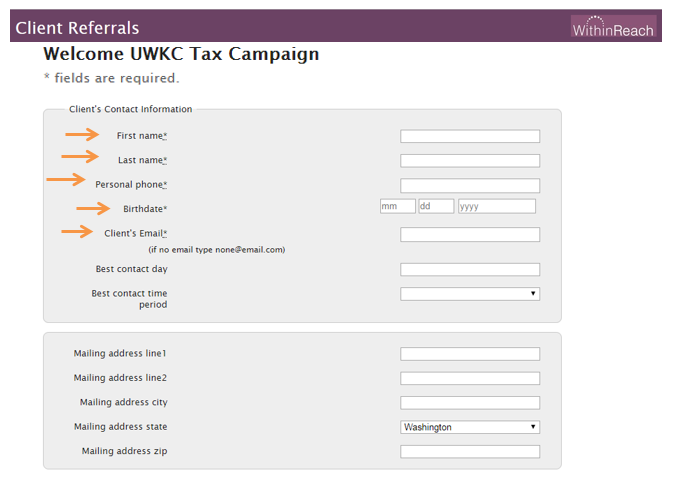 Client Referrals
WithinReach
Welcome UWKC Tax Campaign
* fields are required.
Client's Contact Information
First name*
Last name*
Personal phone*
Birthdate*
mm dd yyyy
Client's Email*
(if no email type none@email.com)
Best contact day
Best contact time
period
Mailing address line1
Mailing address line2
Mailing address city
Mailing address state
Washington
Mailing address zip